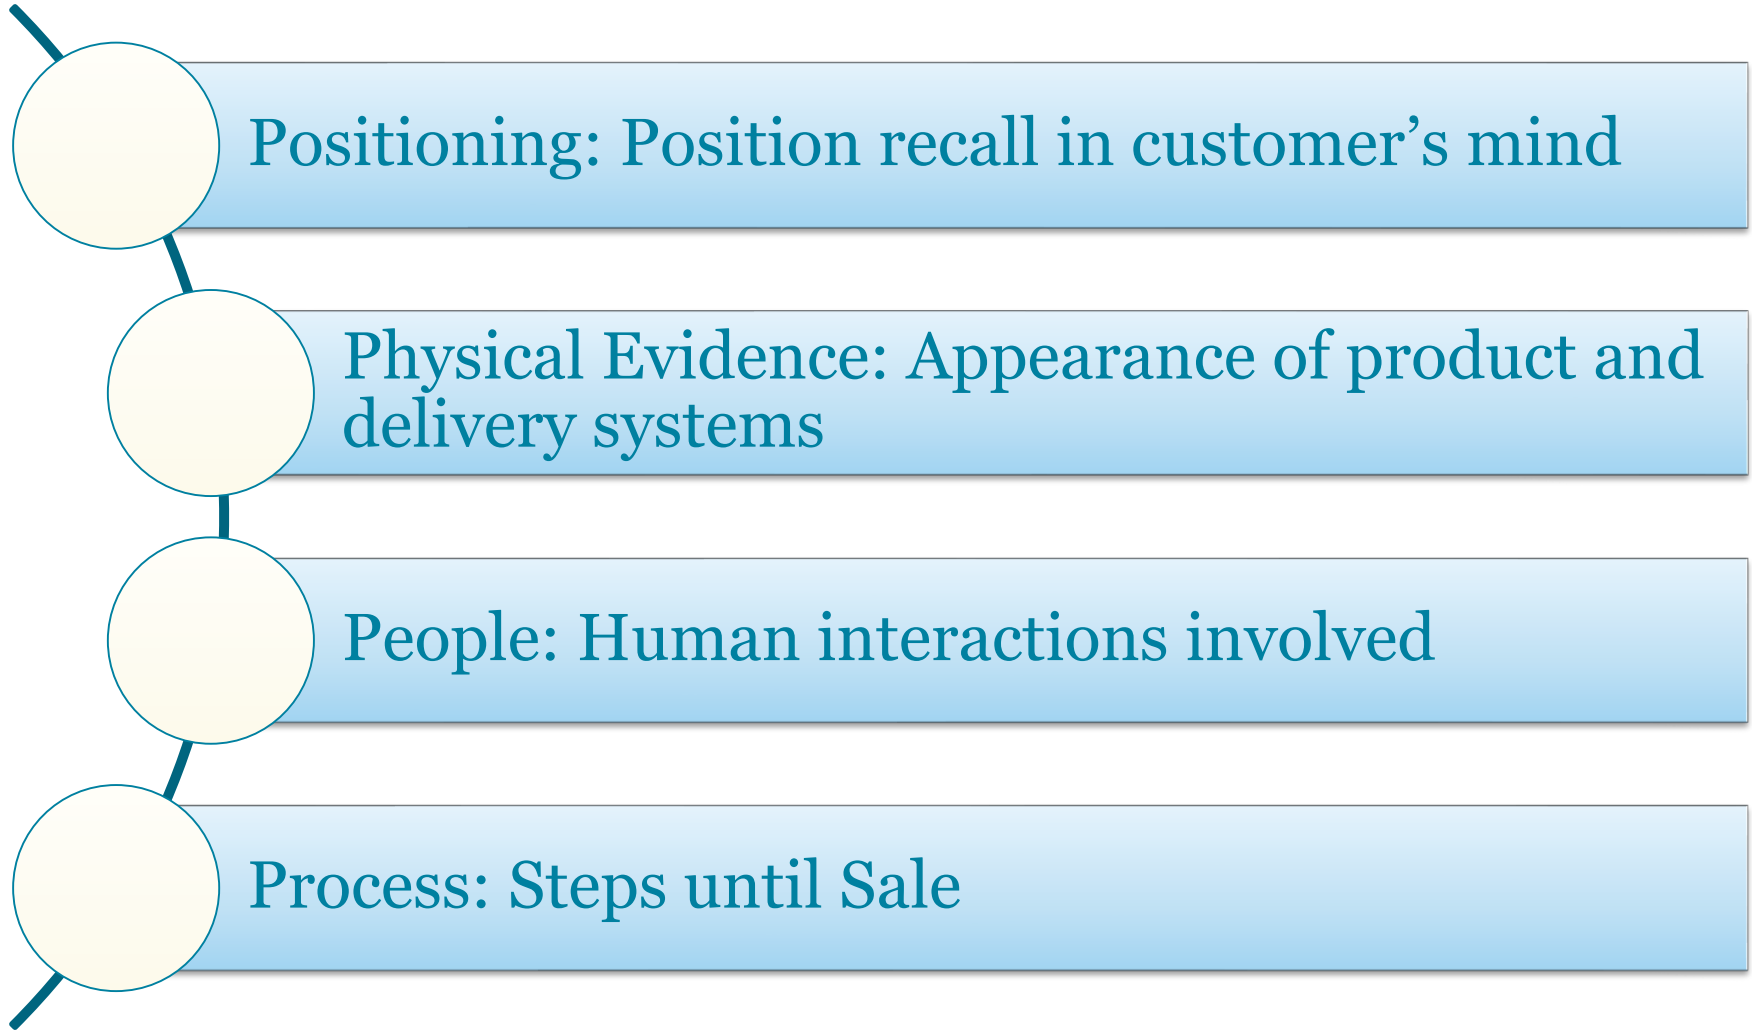 Positioning: Position recall in customer’s mind
Physical Evidence: Appearance of product and
delivery systems
People: Human interactions involved
Process: Steps until Sale